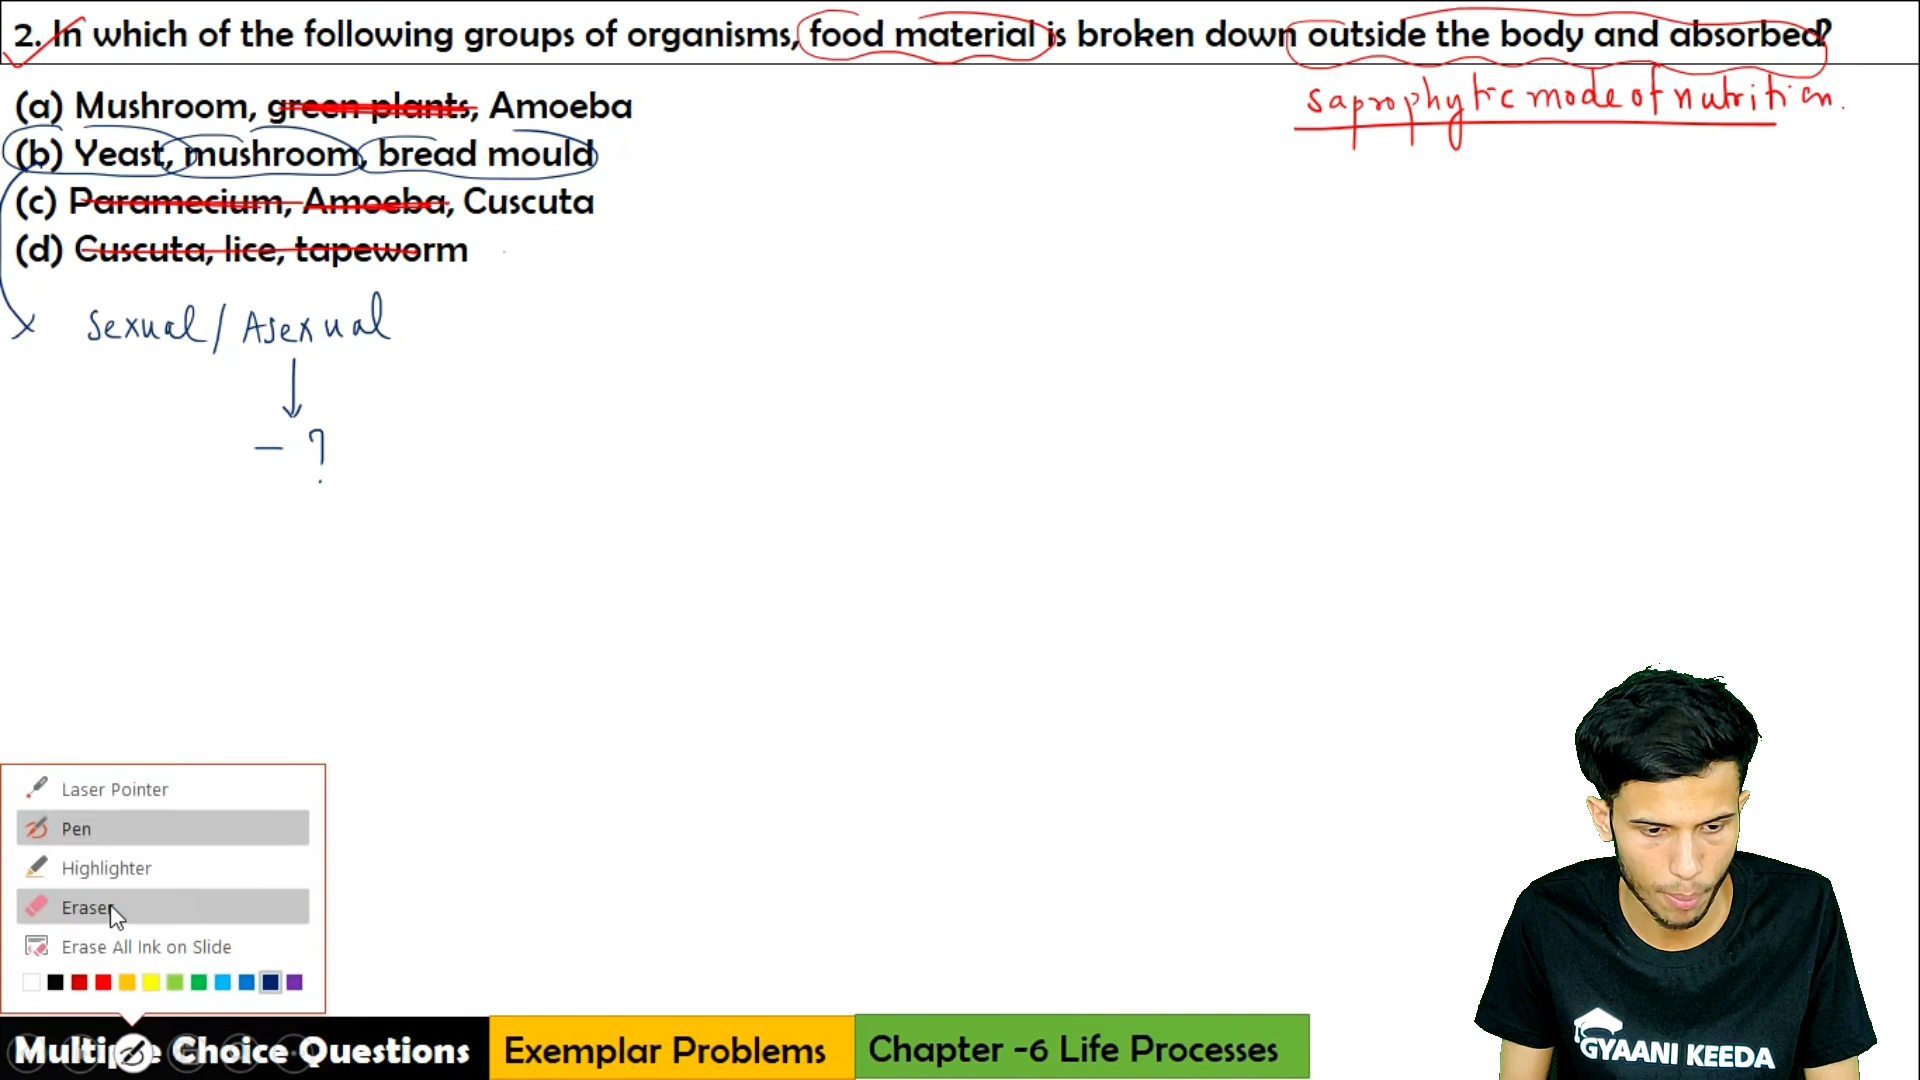 2. In which of the following groups of organisms, food material is broken down outside the body and absorbed?
saprophytic mode of nutrition.
(a) Mushroom, green plants, Amoeba
(b) Yeast, mushroom, bread mould
(c) Paramecium, Amoeba, Cuscuta
(d) Cuscuta, lice, tapeworm
Sexual / Asexual
— ?
Laser Pointer
Pen
Highlighter
Eraser
Erase All Ink on Slide
Multiple Choice Questions
Exemplar Problems
Chapter -6 Life Processes
GYAANI KEEDA